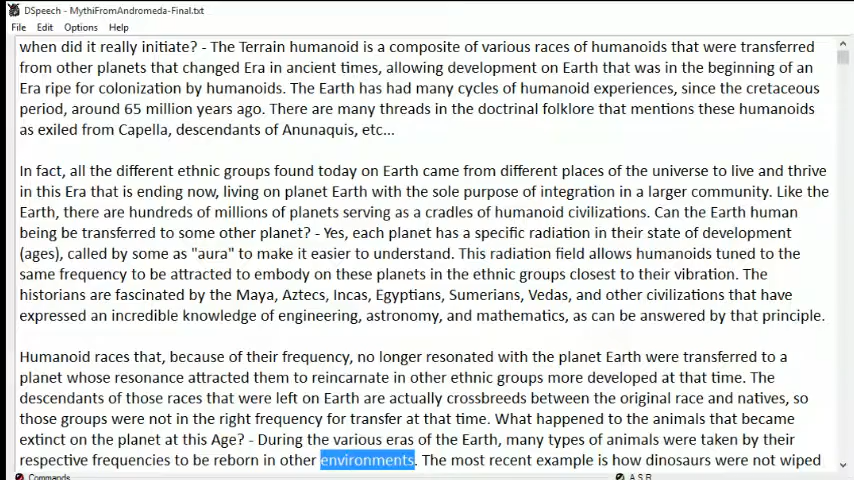 DSpeech - MythiFromAndromeda-Final.txt
File Edit Options Help
when did it really initiate? - The Terrain humanoid is a composite of various races of humanoids that were transferred
from other planets that changed Era in ancient times, allowing development on Earth that was in the beginning of an
Era ripe for colonization by humanoids. The Earth has had many cycles of humanoid experiences, since the cretaceous
period, around 65 million years ago. There are many threads in the doctrinal folklore that mentions these humanoids
as exiled from Capella, descendants of Anunaquis, etc...
In fact, all the different ethnic groups found today on Earth came from different places of the universe to live and thrive
in this Era that is ending now, living on planet Earth with the sole purpose of integration in a larger community. Like the
Earth, there are hundreds of millions of planets serving as a cradles of humanoid civilizations. Can the Earth human
being be transferred to some other planet? - Yes, each planet has a specific radiation in their state of development
(ages), called by some as "aura" to make it easier to understand. This radiation field allows humanoids tuned to the
same frequency to be attracted to embody on these planets in the ethnic groups closest to their vibration. The
historians are fascinated by the Maya, Aztecs, Incas, Egyptians, Sumerians, Vedas, and other civilizations that have
expressed an incredible knowledge of engineering, astronomy, and mathematics, as can be answered by that principle.
Humanoid races that, because of their frequency, no longer resonated with the planet Earth were transferred to a
planet whose resonance attracted them to reincarnate in other ethnic groups more developed at that time. The
descendants of those races that were left on Earth are actually crossbreeds between the original race and natives, so
those groups were not in the right frequency for transfer at that time. What happened to the animals that became
extinct on the planet at this Age? - During the various eras of the Earth, many types of animals were taken by their
respective frequencies to be reborn in other environments. The most recent example is how dinosaurs were not wiped
Commands A.S.R